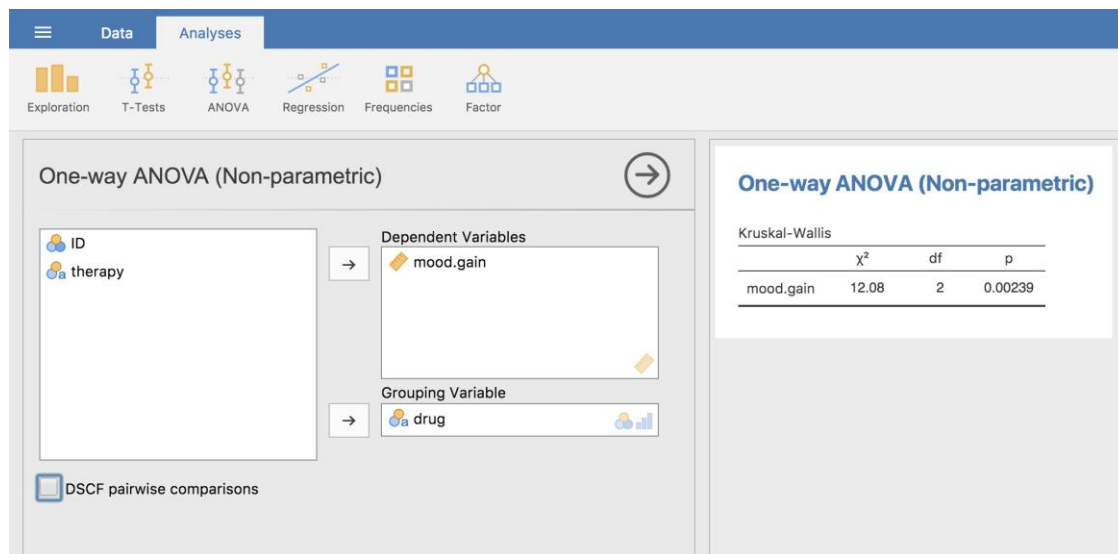 Data Analyses
Exploration T-Tests ANOVA Regression Frequencies Factor
One-way ANOVA (Non-parametric)
ID
a therapy
Dependent Variables
mood.gain
Grouping Variable
a drug
DSCF pairwise comparisons
One-way ANOVA (Non-parametric)
Kruskal-Wallis
χ² df p
mood.gain 12.08 2 0.00239